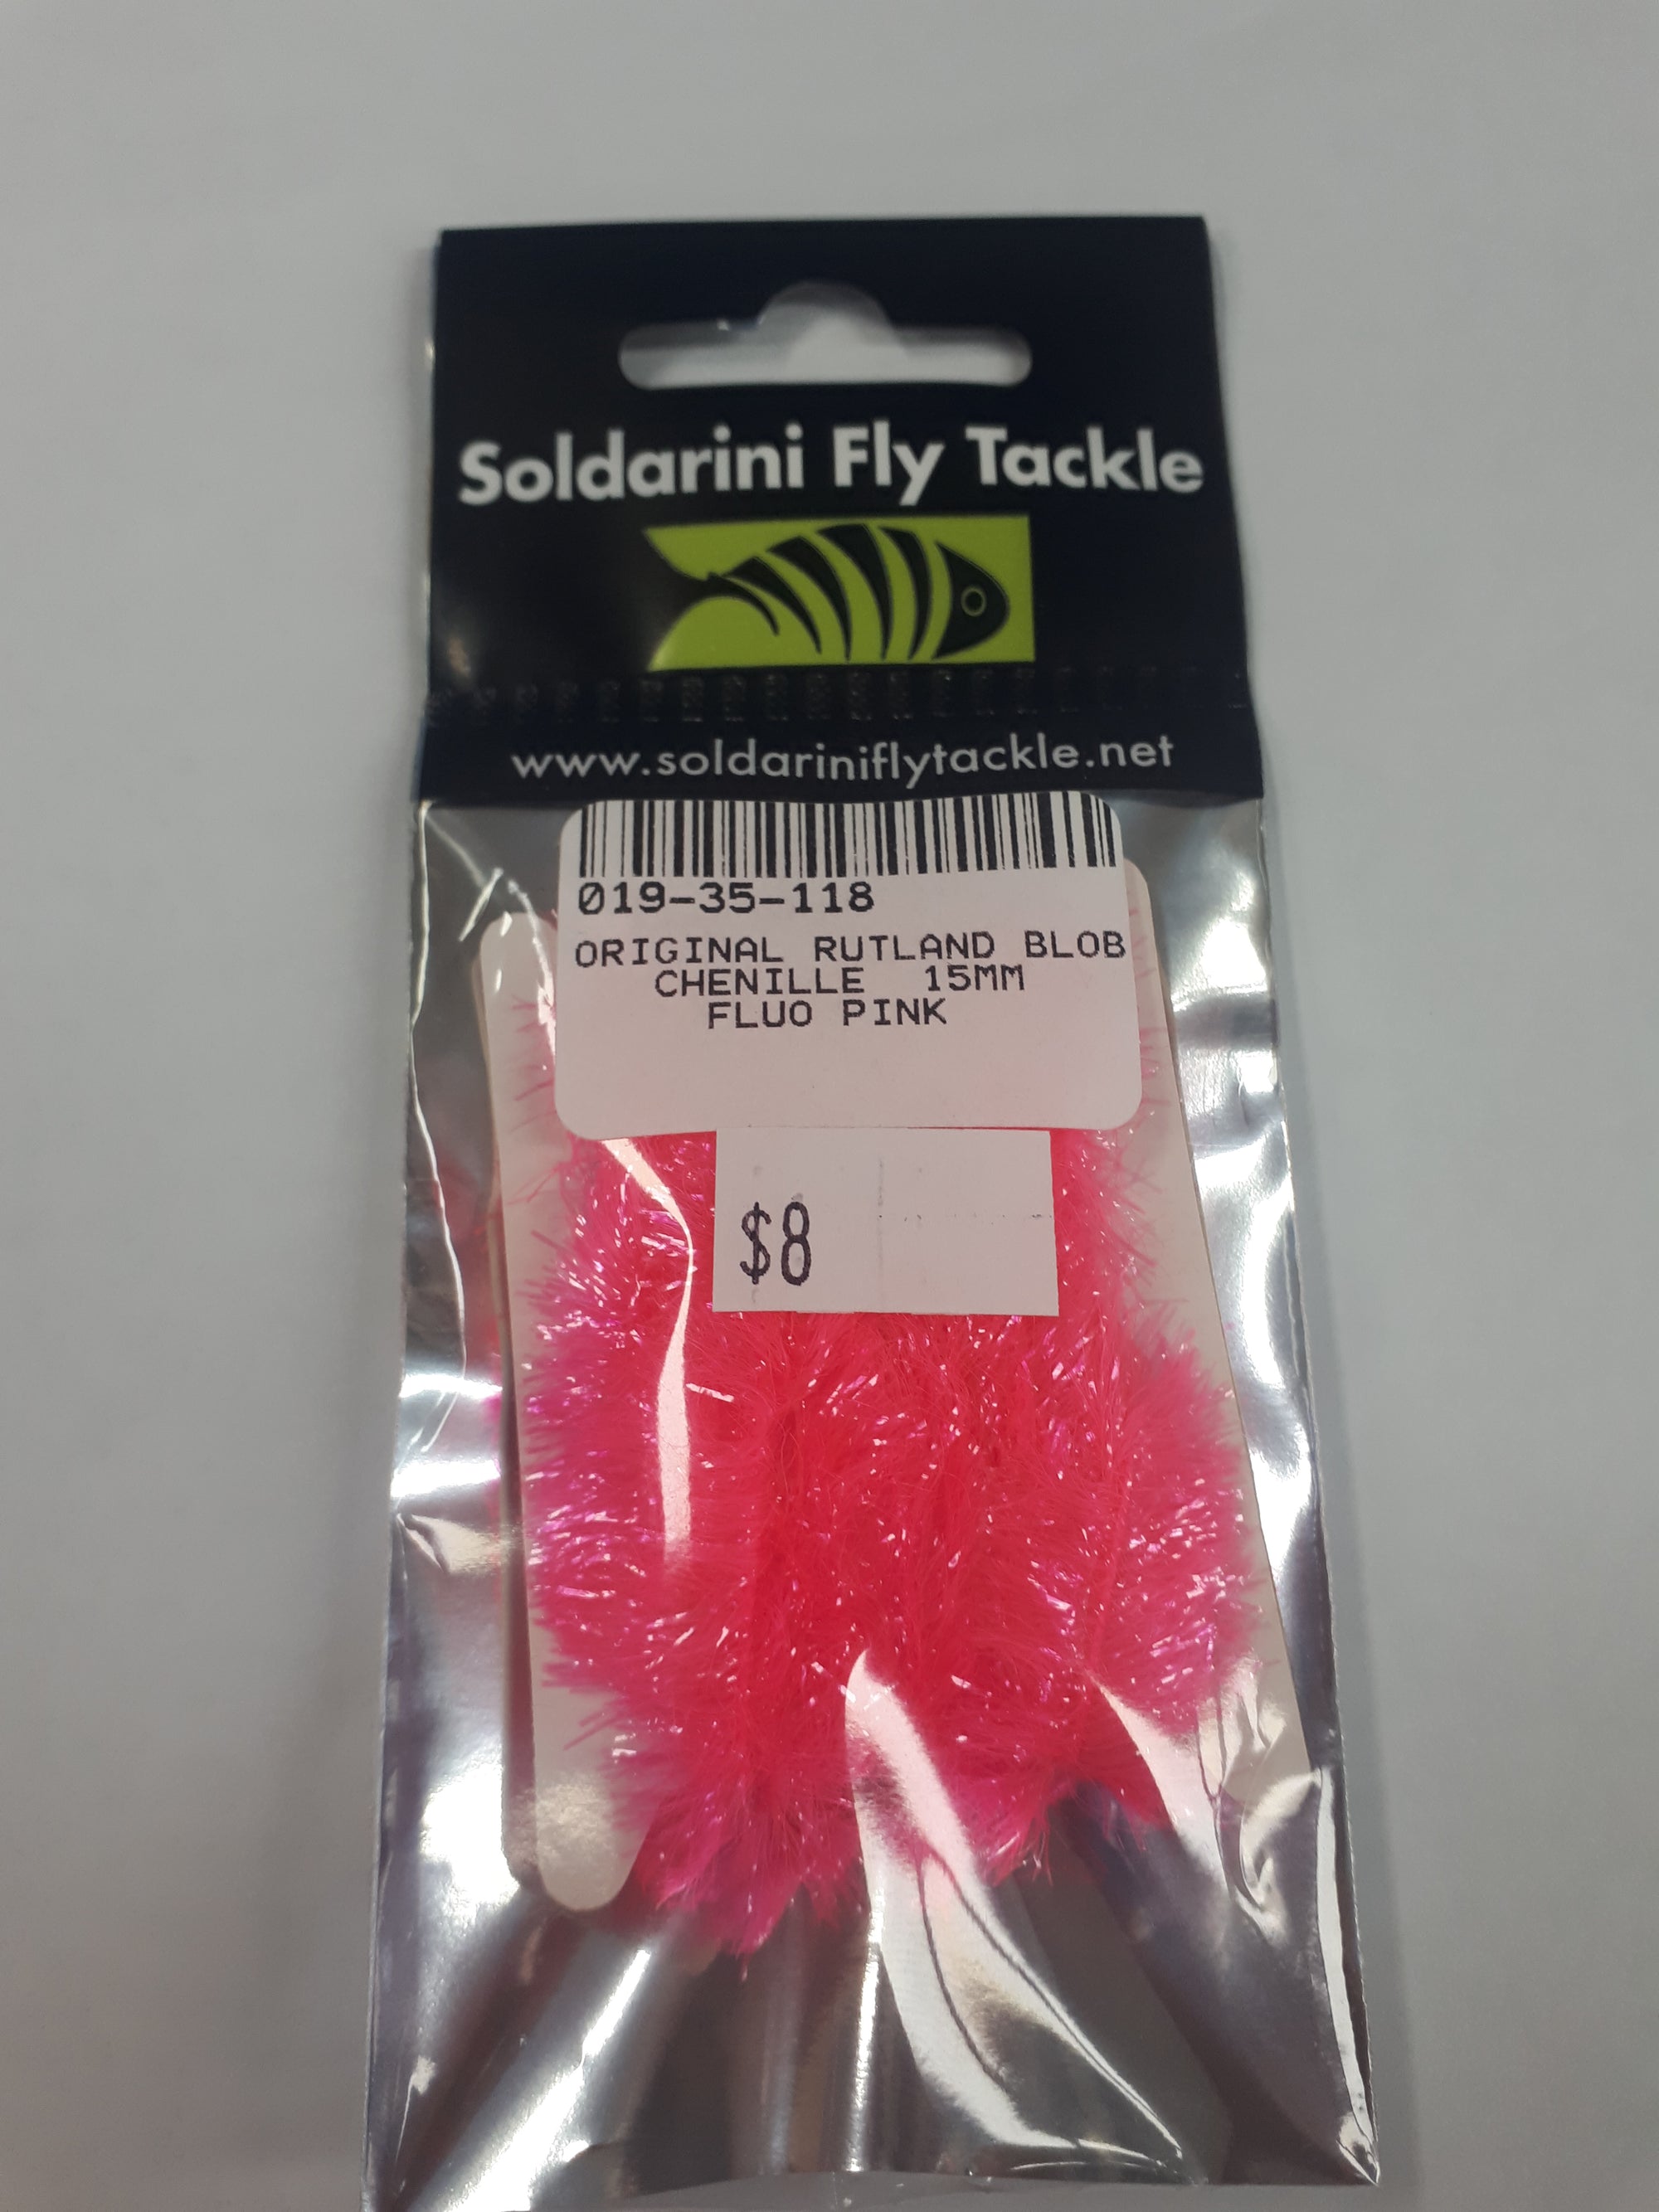 Soldarini Fly Tackle
www.soldariniflytackle.net
019-35-118
ORIGINAL RUTLAND BLOB
CHENILLE 15MM
FLUO PINK
$8